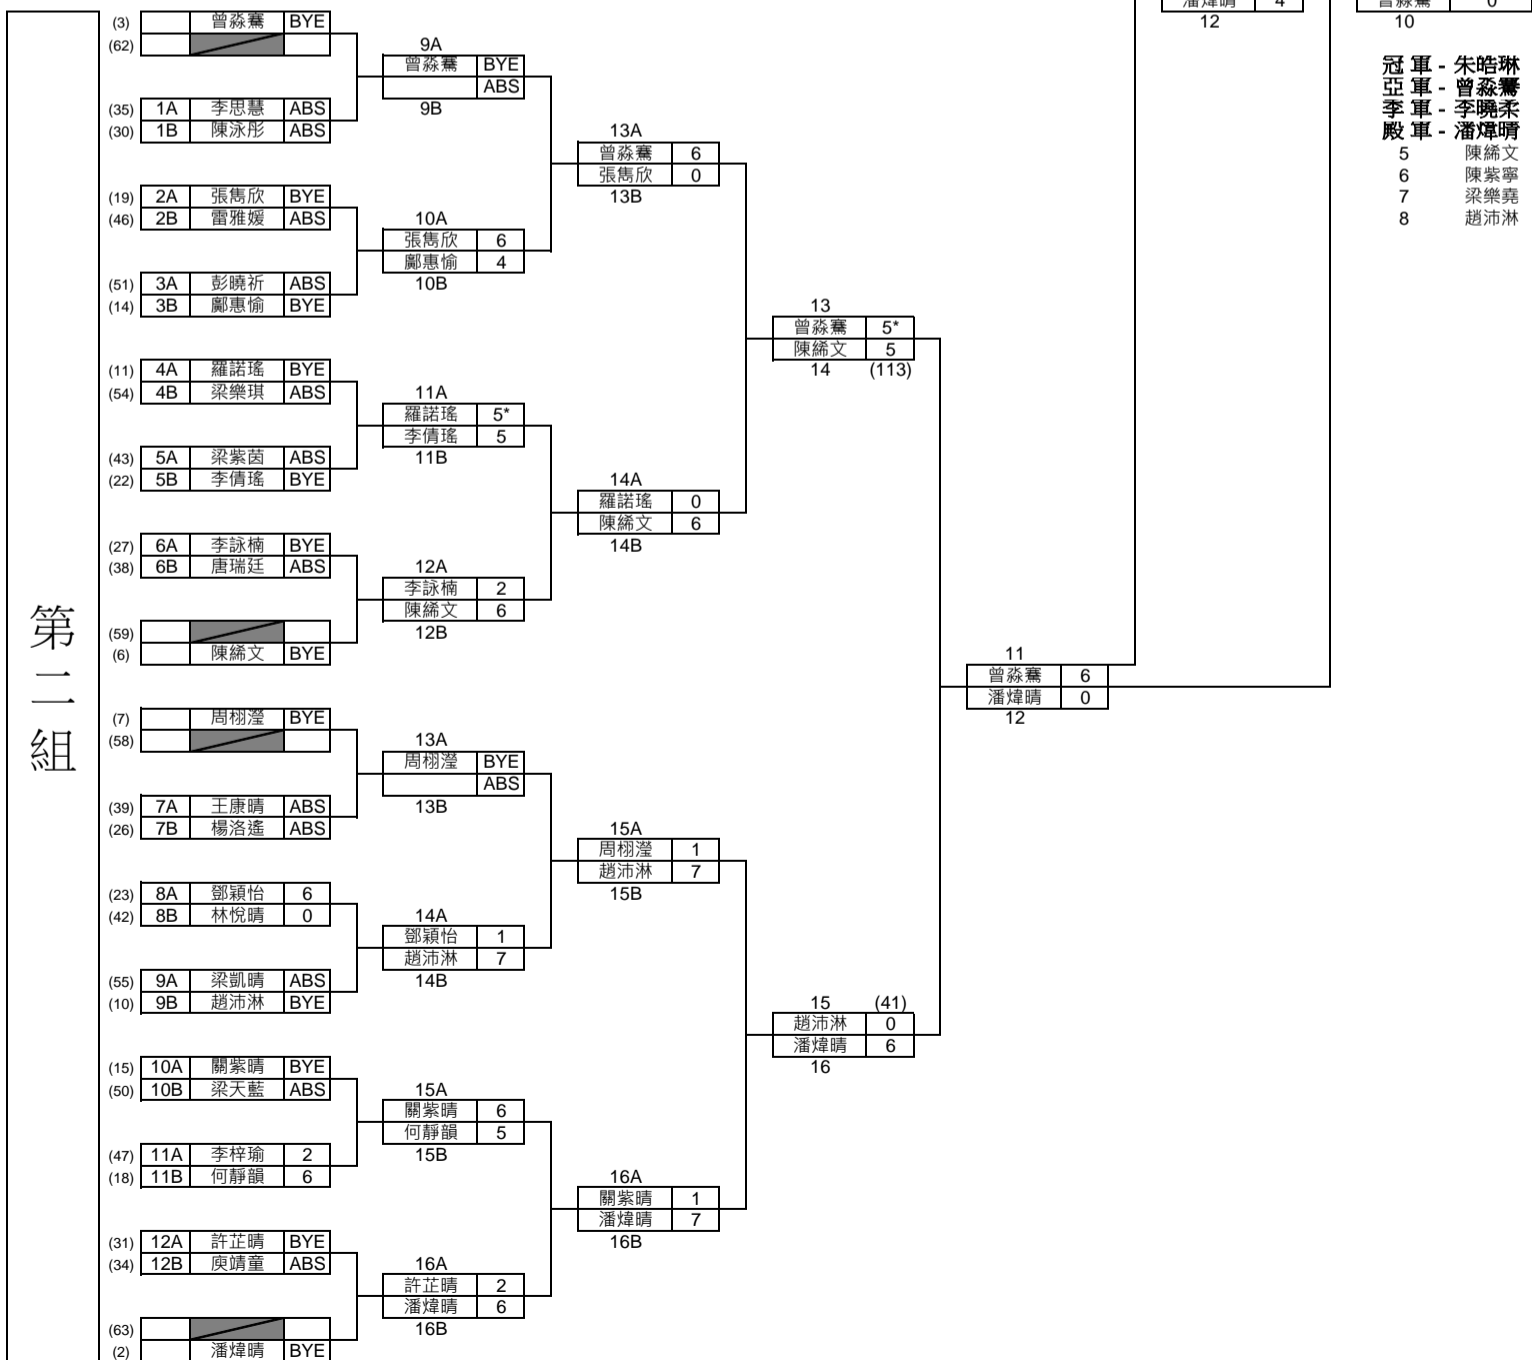 潘煒晴 4
12
曾淼騫 0
10
冠 軍 - 朱皓琳
亞 軍 - 曾淼騫
季 軍 - 李曉柔
殿 軍 - 潘煒晴
5 陳絺文
6 陳紫寧
7 梁樂堯
8 趙沛淋
第二組
(3) 曾淼騫 BYE
(62)
(35) 1A 李思慧 ABS
(30) 1B 陳泳彤 ABS
(19) 2A 張雋欣 BYE
(46) 2B 雷雅媛 ABS
(51) 3A 彭曉祈 ABS
(14) 3B 鄺惠愉 BYE
(11) 4A 羅諾瑤 BYE
(54) 4B 梁樂琪 ABS
(43) 5A 梁紫茵 ABS
(22) 5B 李倩瑤 BYE
(27) 6A 李詠楠 BYE
(38) 6B 唐瑞廷 ABS
(59)
(6) 陳絺文 BYE
(7) 周栩瀅 BYE
(58)
(39) 7A 王康晴 ABS
(26) 7B 楊洛遙 ABS
(23) 8A 鄧穎怡 6
(42) 8B 林悅晴 0
(55) 9A 梁凱晴 ABS
(10) 9B 趙沛淋 BYE
(15) 10A 關紫晴 BYE
(50) 10B 梁天藍 ABS
(47) 11A 李梓瑜 2
(18) 11B 何靜韻 6
(31) 12A 許芷晴 BYE
(34) 12B 庾靖童 ABS
(63)
(2) 潘煒晴 BYE
9A
曾淼騫 BYE
ABS
9B
10A
張雋欣 6
鄺惠愉 4
10B
11A
羅諾瑤 5*
李倩瑤 5
11B
12A
李詠楠 2
陳絺文 6
12B
13A
周栩瀅 BYE
ABS
13B
14A
鄧穎怡 1
趙沛淋 7
14B
15A
關紫晴 6
何靜韻 5
15B
16A
許芷晴 2
潘煒晴 6
16B
13A
曾淼騫 6
張雋欣 0
13B
14A
羅諾瑤 0
陳絺文 6
14B
15A
周栩瀅 1
趙沛淋 7
15B
16A
關紫晴 1
潘煒晴 7
16B
13
曾淼騫 5*
陳絺文 5
14 (113)
15 (41)
趙沛淋 0
潘煒晴 6
16
11
曾淼騫 6
潘煒晴 0
12